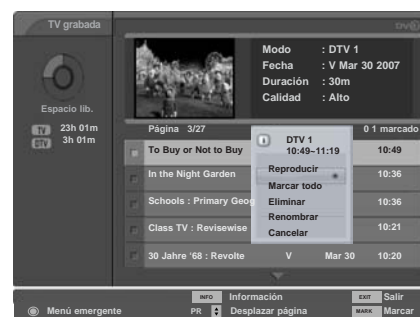 TV grabada
DVR
Modo : DTV 1
Fecha : V Mar 30 2007
Duración : 30m
Calidad : Alto
Espacio lib.
TV 23h 01m
DTV 3h 01m
Página 3/27
0 1 marcado
To Buy or Not to Buy 10:49
In the Night Garden 10:36
Schools : Primary Geog 10:36
Class TV : Revisewise 10:21
30 Jahre '68 : Revolte V Mar 30 10:20
i DTV 1
10:49~11:19
Reproducir
Marcar todo
Eliminar
Renombrar
Cancelar
INFO Información EXIT Salir
Menú emergente PR Desplazar página MARK Marcar